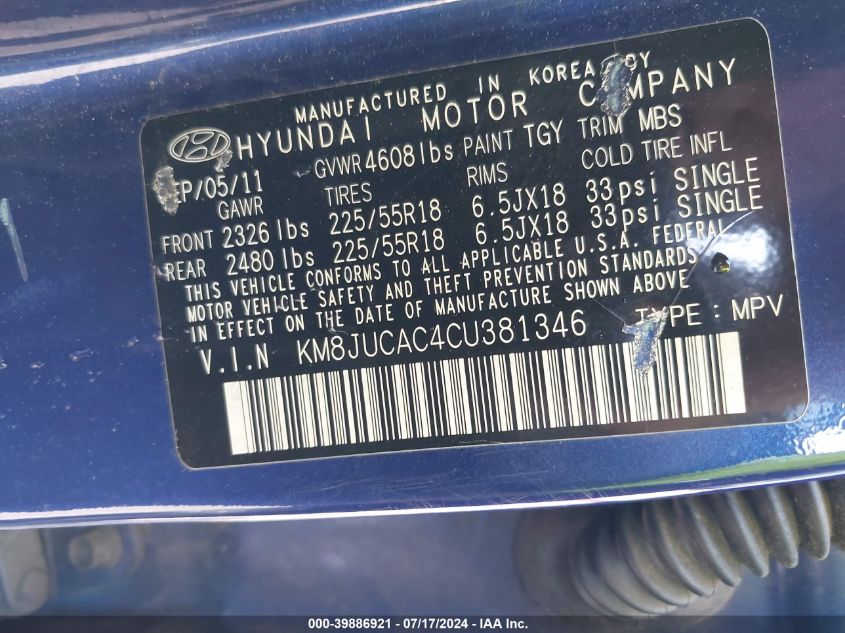 MANUFACTURED IN KOREA BY
HYUNDAI MOTOR COMPANY
EP/05/11 GVWR 4608 lbs PAINT TGY TRIM MBS
GAWR TIRES RIMS COLD TIRE INFL
FRONT 2326 lbs 225/55R18 6.5JX18 33 psi SINGLE
REAR 2480 lbs 225/55R18 6.5JX18 33 psi SINGLE
THIS VEHICLE CONFORMS TO ALL APPLICABLE U.S.A. FEDERAL
MOTOR VEHICLE SAFETY AND THEFT PREVENTION STANDARDS
IN EFFECT ON THE DATE OF MANUFACTURE SHOWN ABOVE
V.I.N KM8JUCAC4CU381346 TYPE : MPV
000-39886921 - 07/17/2024 - IAA Inc.